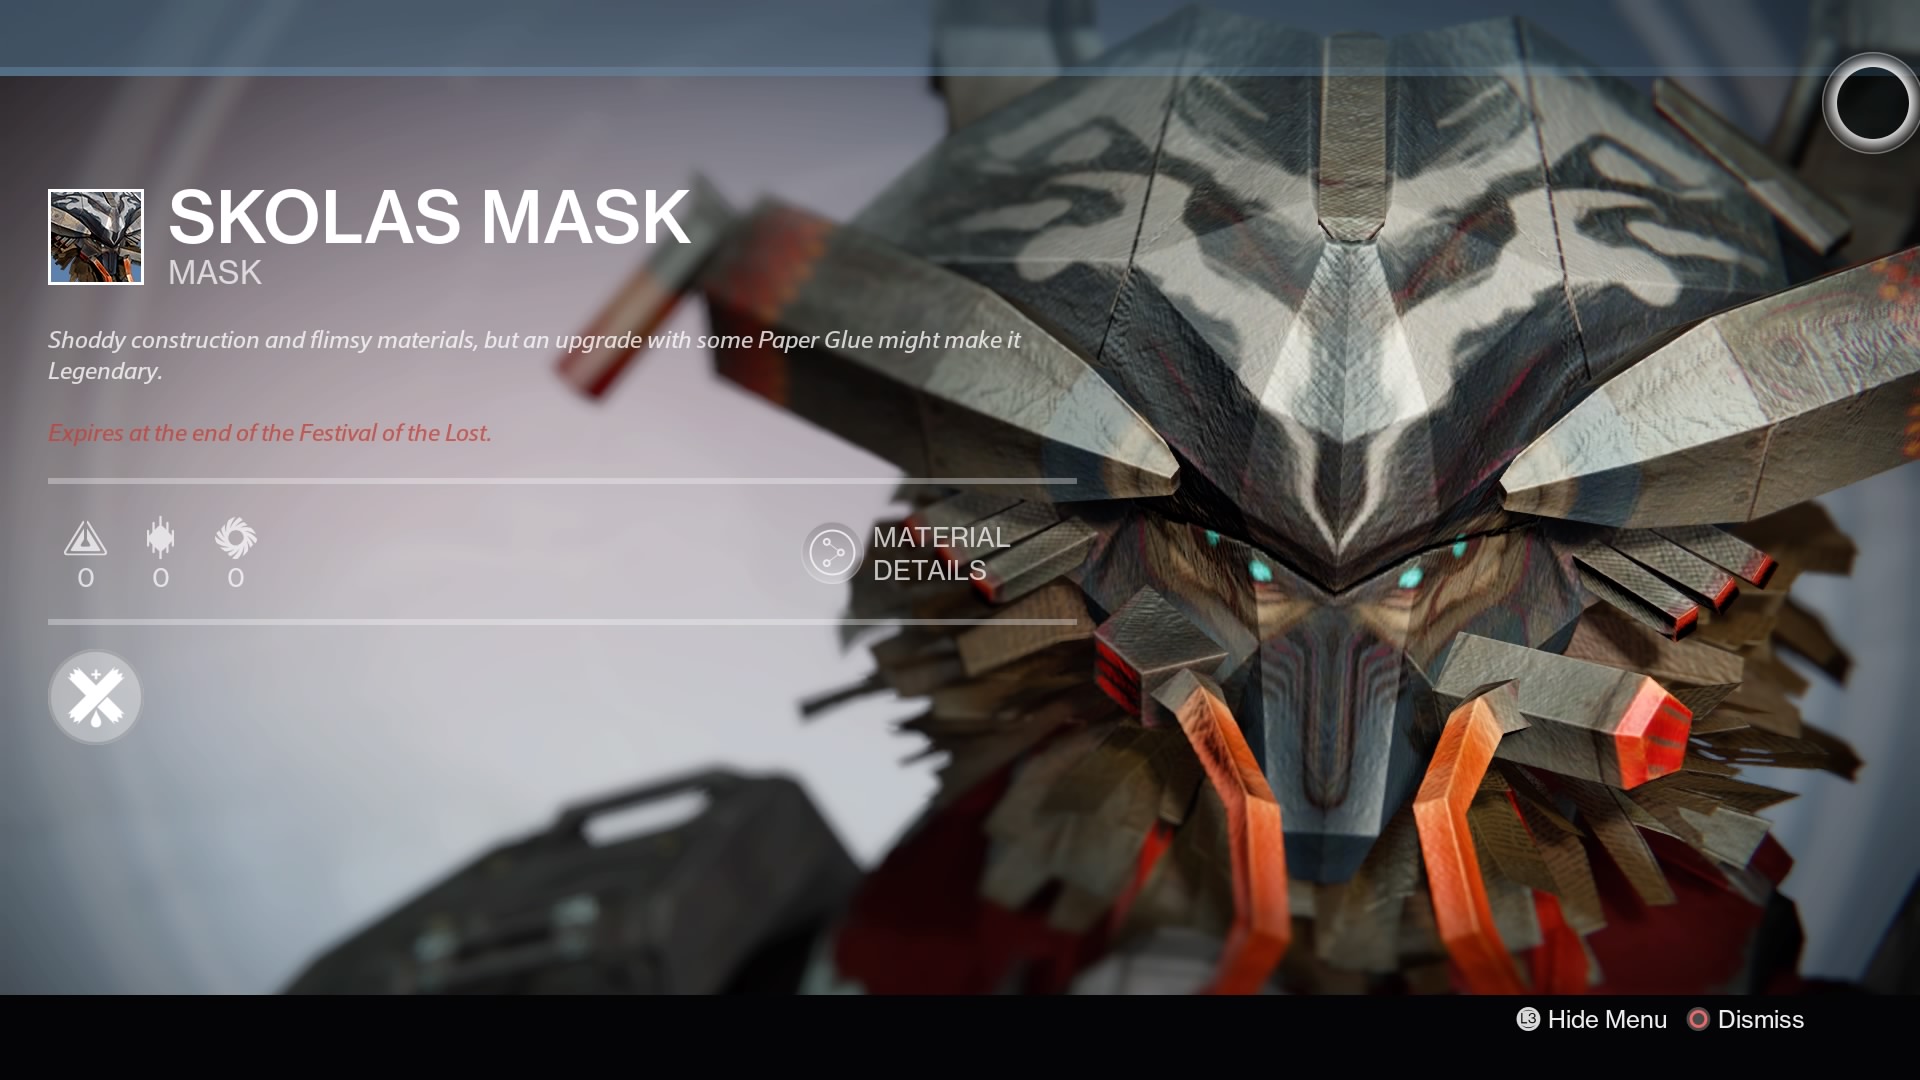 SKOLAS MASK
MASK
Shoddy construction and flimsy materials, but an upgrade with some Paper Glue might make it
Legendary.
Expires at the end of the Festival of the Lost.
0 0 0
MATERIAL
DETAILS
L3 Hide Menu Dismiss